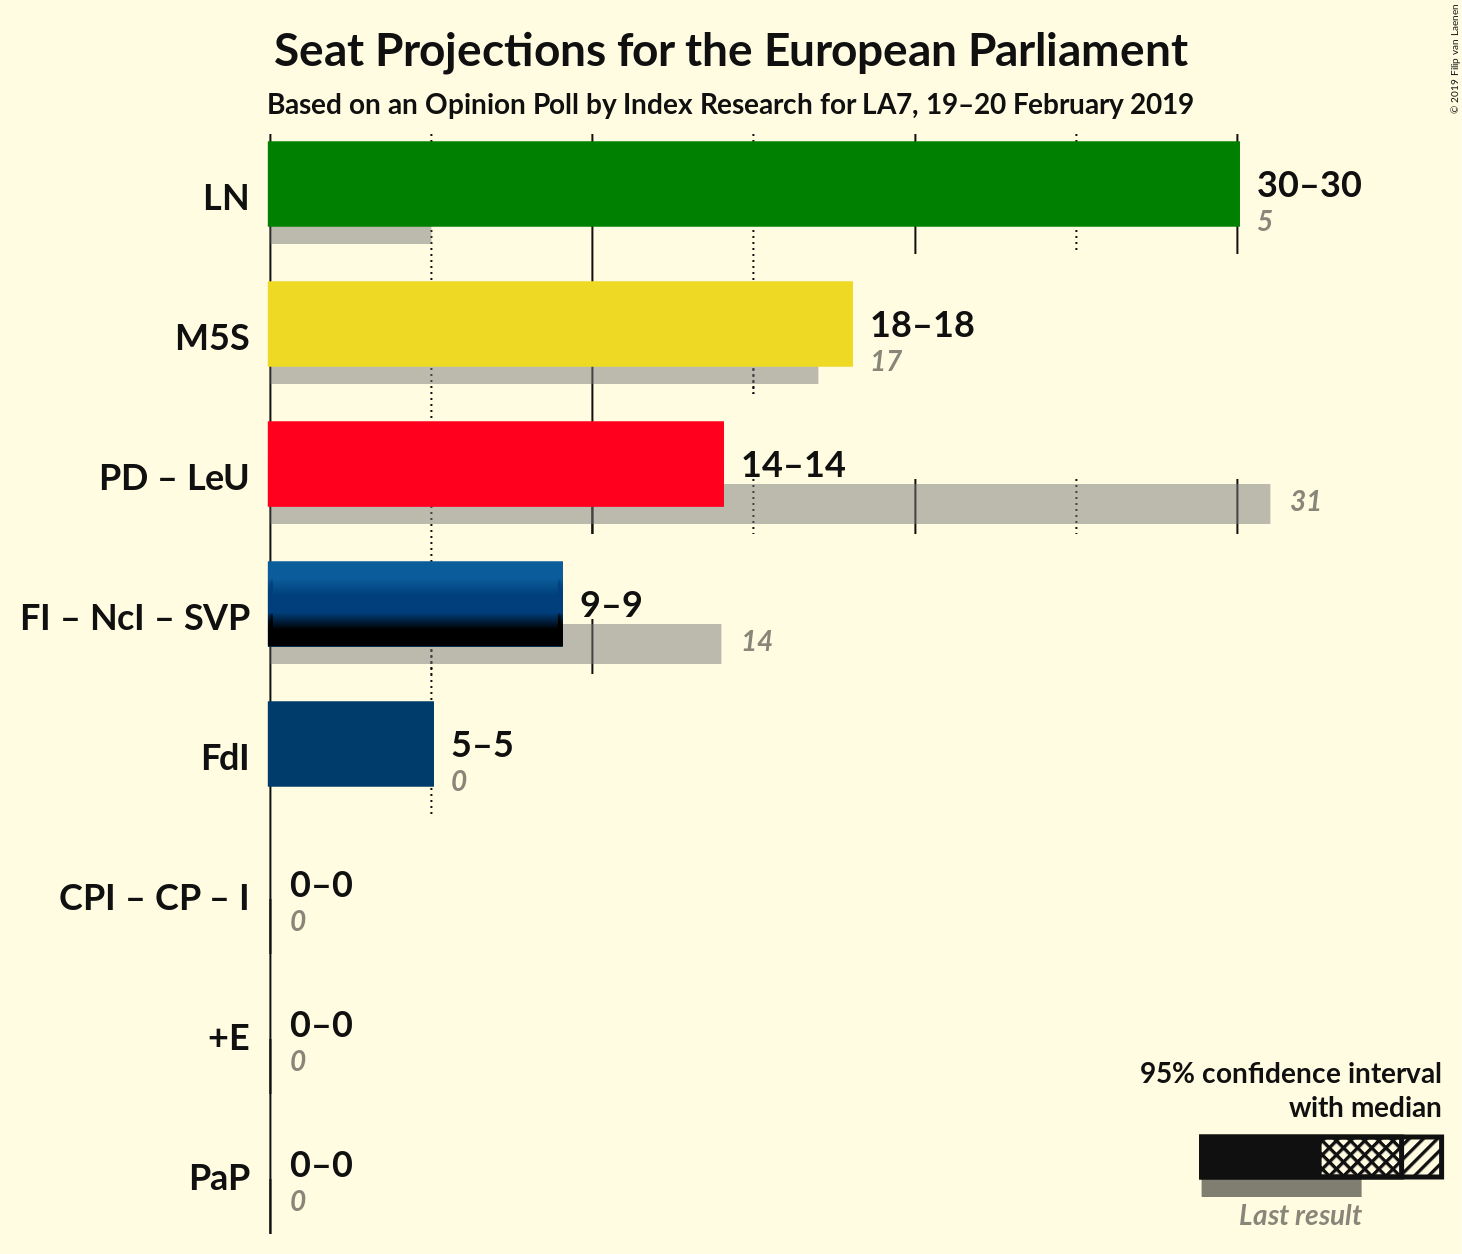 Seat Projections for the European Parliament
Based on an Opinion Poll by Index Research for LA7, 19–20 February 2019
© 2019 Filip van Laenen
LN
30–30
5
M5S
18–18
17
PD – LeU
14–14
31
FI – NcI – SVP
9–9
14
FdI
5–5
0
CPI – CP – I
0–0
0
+E
0–0
0
PaP
0–0
0
95% confidence interval
with median
Last result